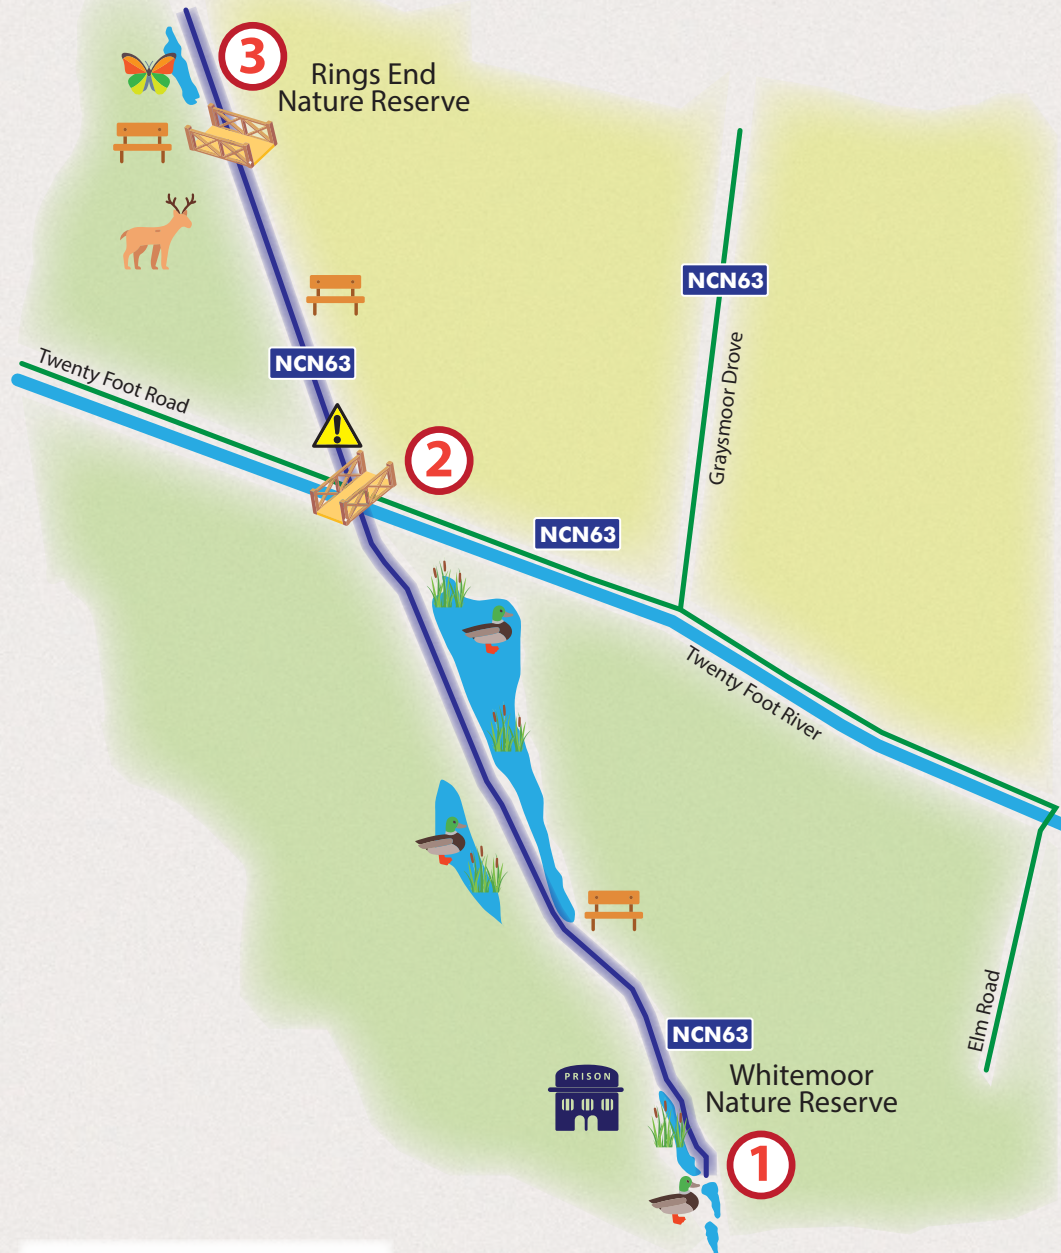 3
Rings End
Nature Reserve
NCN63
Graysmoor Drove
NCN63
Twenty Foot Road
2
NCN63
Twenty Foot River
Elm Road
NCN63
PRISON
Whitemoor
Nature Reserve
1